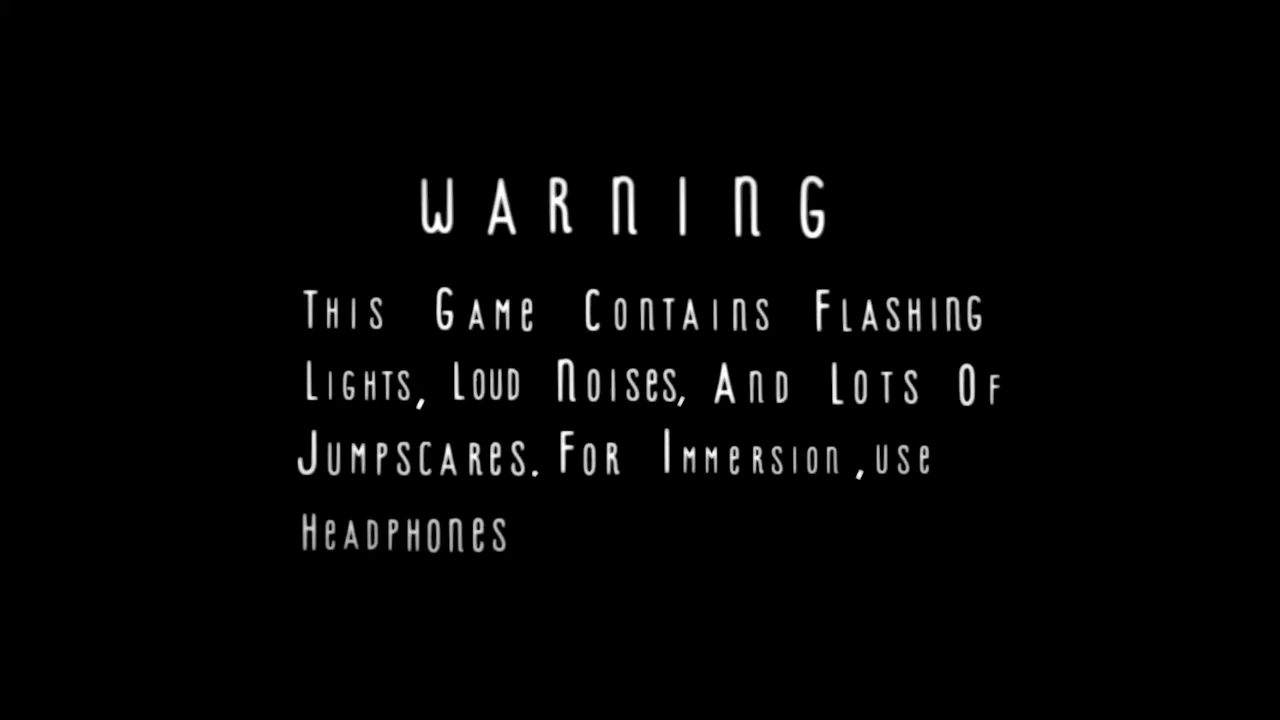 WARNING
This Game Contains Flashing
Lights, Loud Noises, And Lots Of
Jumpscares. For Immersion ,use
Headphones